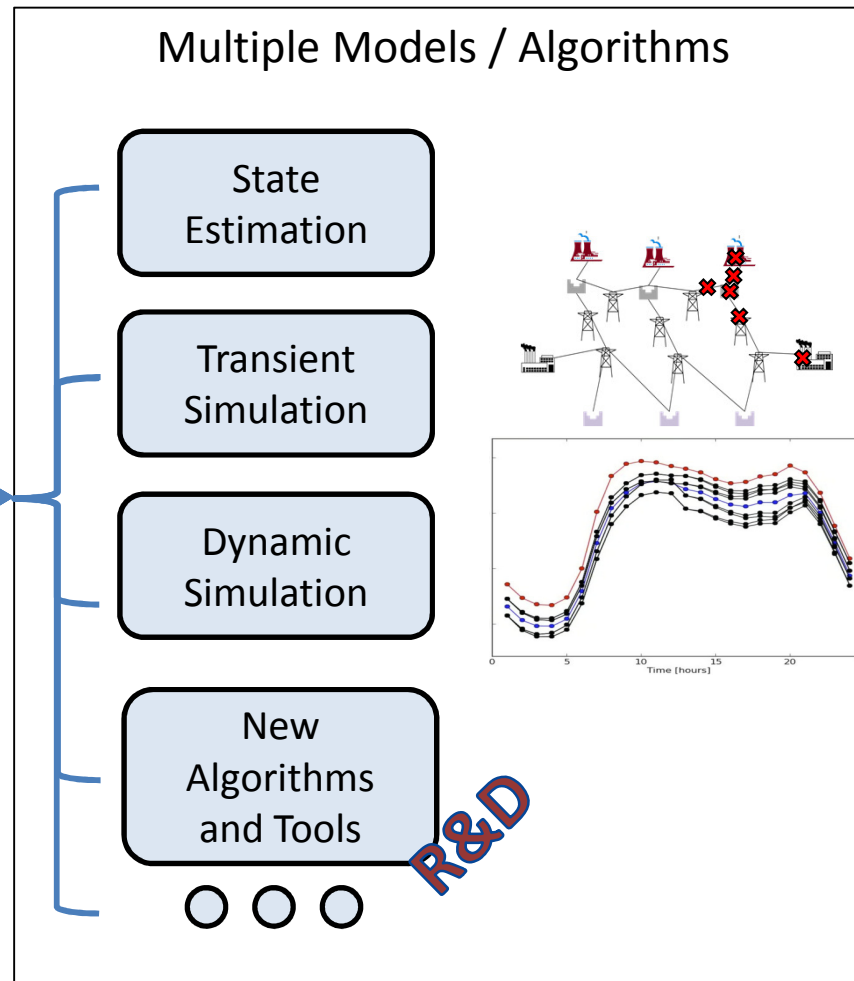 Multiple Models / Algorithms
State
Estimation
Transient
Simulation
Dynamic
Simulation
New
Algorithms
and Tools
R&D
0
5
10
15
20
Time [hours]